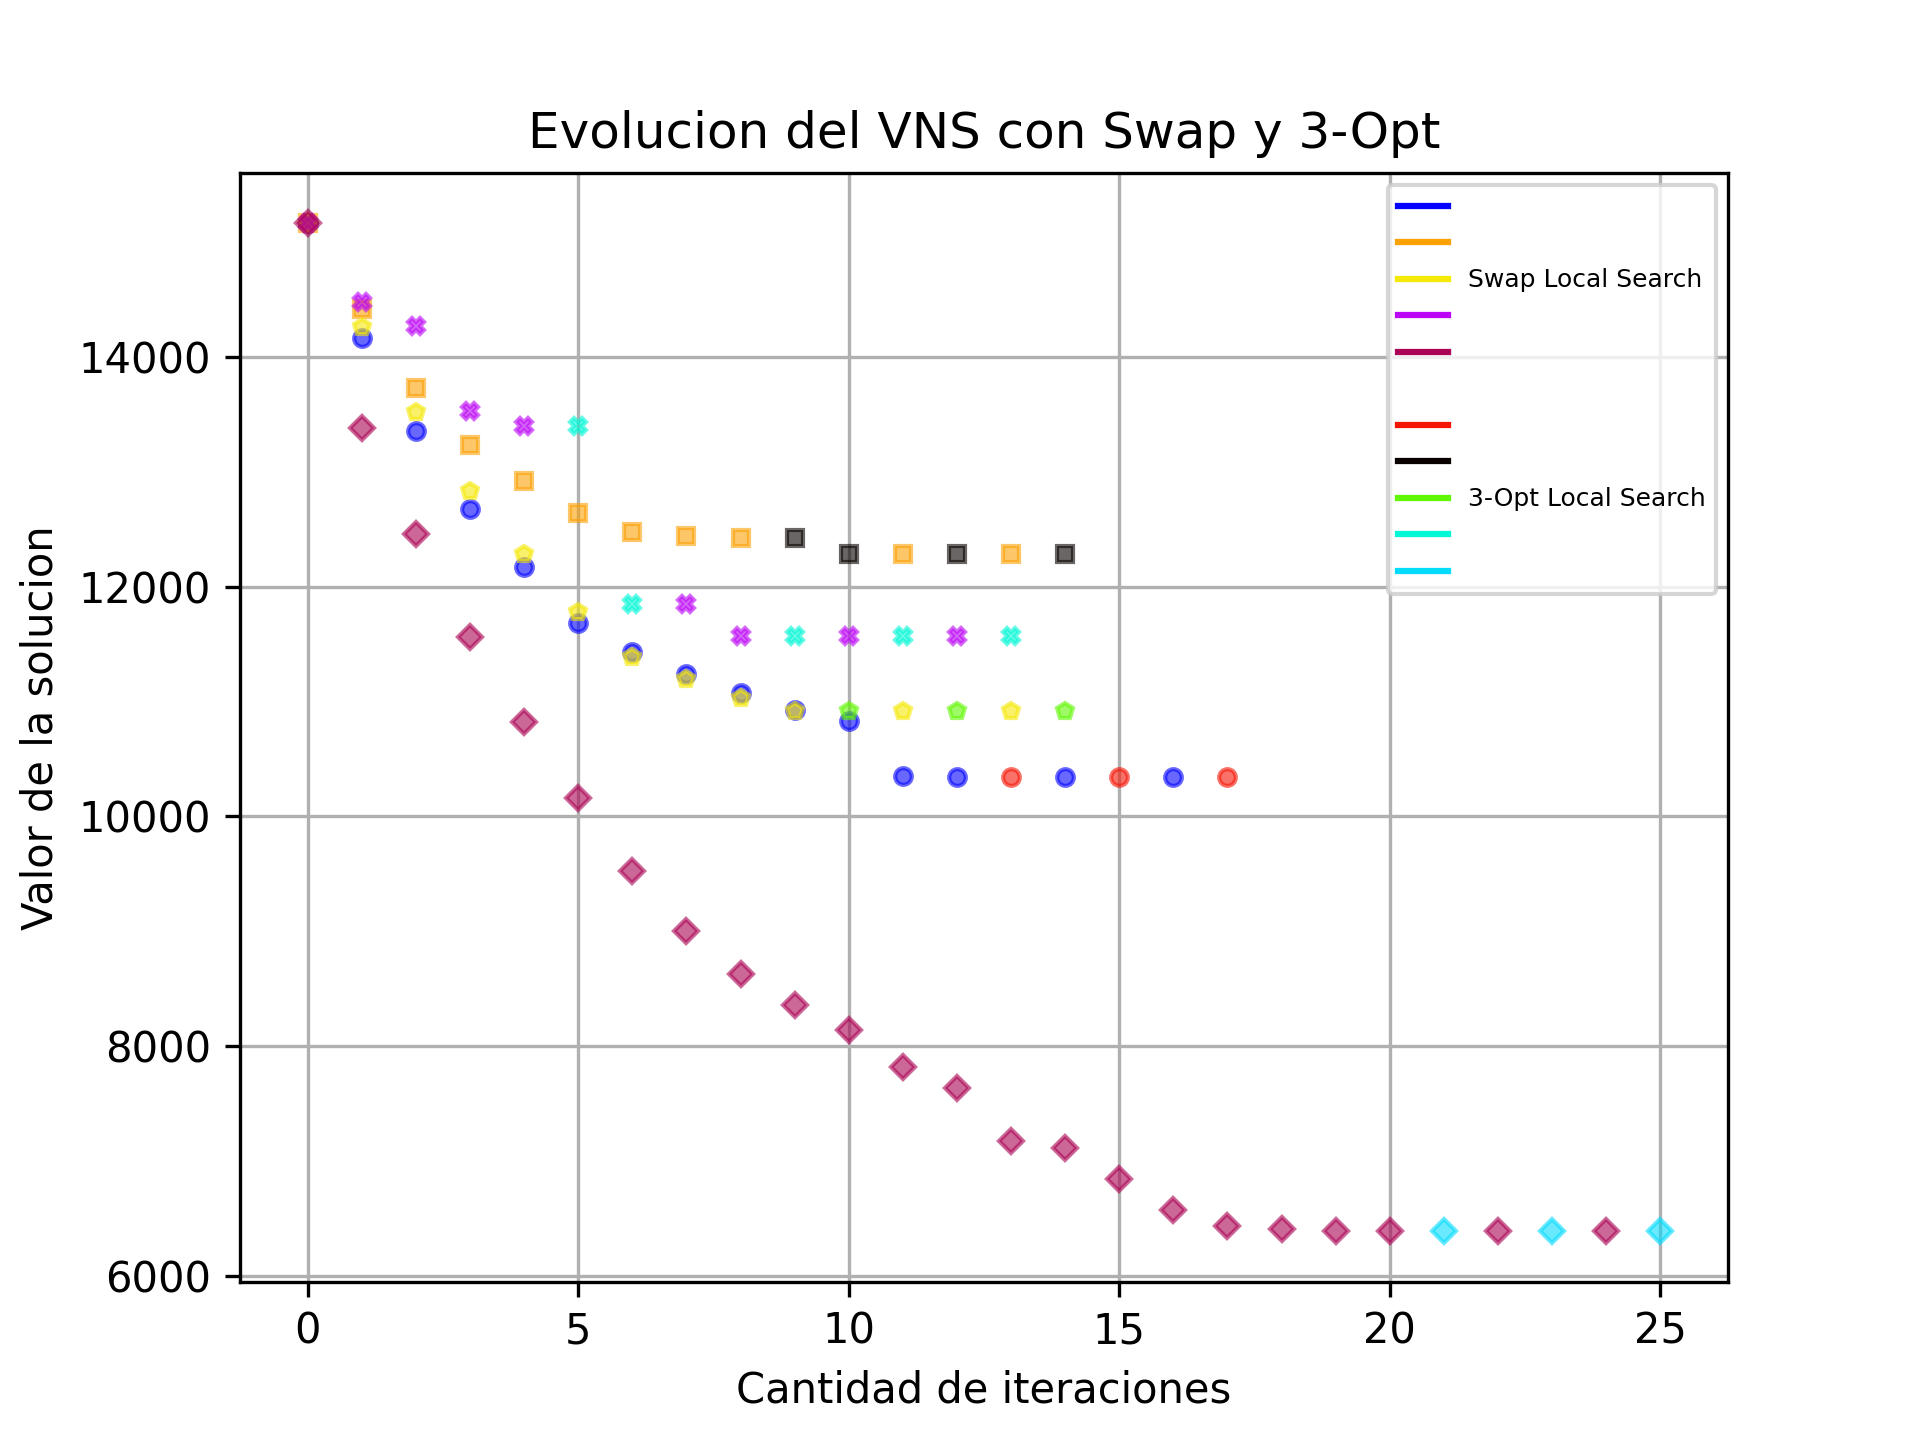 Evolucion del VNS con Swap y 3-Opt
Swap Local Search
3-Opt Local Search
Valor de la solucion
14000
12000
10000
8000
6000
0 5 10 15 20 25
Cantidad de iteraciones